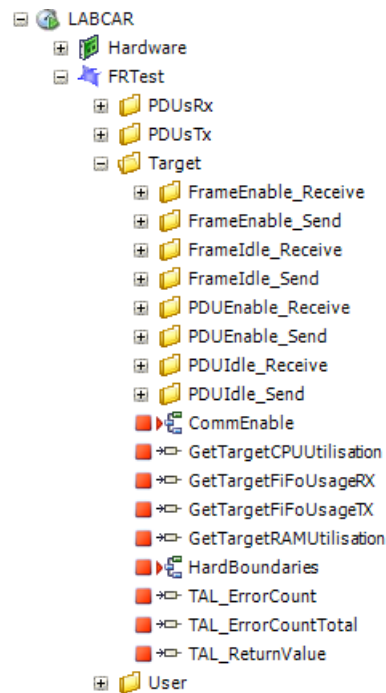 LABCAR
Hardware
FRTest
PDUsRx
PDUsTx
Target
FrameEnable_Receive
FrameEnable_Send
FrameIdle_Receive
FrameIdle_Send
PDUEnable_Receive
PDUEnable_Send
PDUIdle_Receive
PDUIdle_Send
CommEnable
GetTargetCPUUtilisation
GetTargetFiFoUsageRX
GetTargetFiFoUsageTX
GetTargetRAMUtilisation
HardBoundaries
TAL_ErrorCount
TAL_ErrorCountTotal
TAL_ReturnValue
User